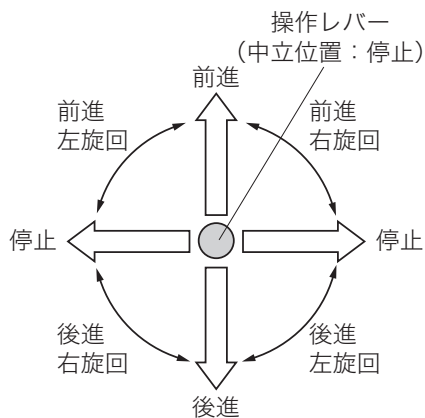 操作レバー
（中立位置：停止）
前進
前進
左旋回
前進
右旋回
停止
停止
後進
右旋回
後進
左旋回
後進